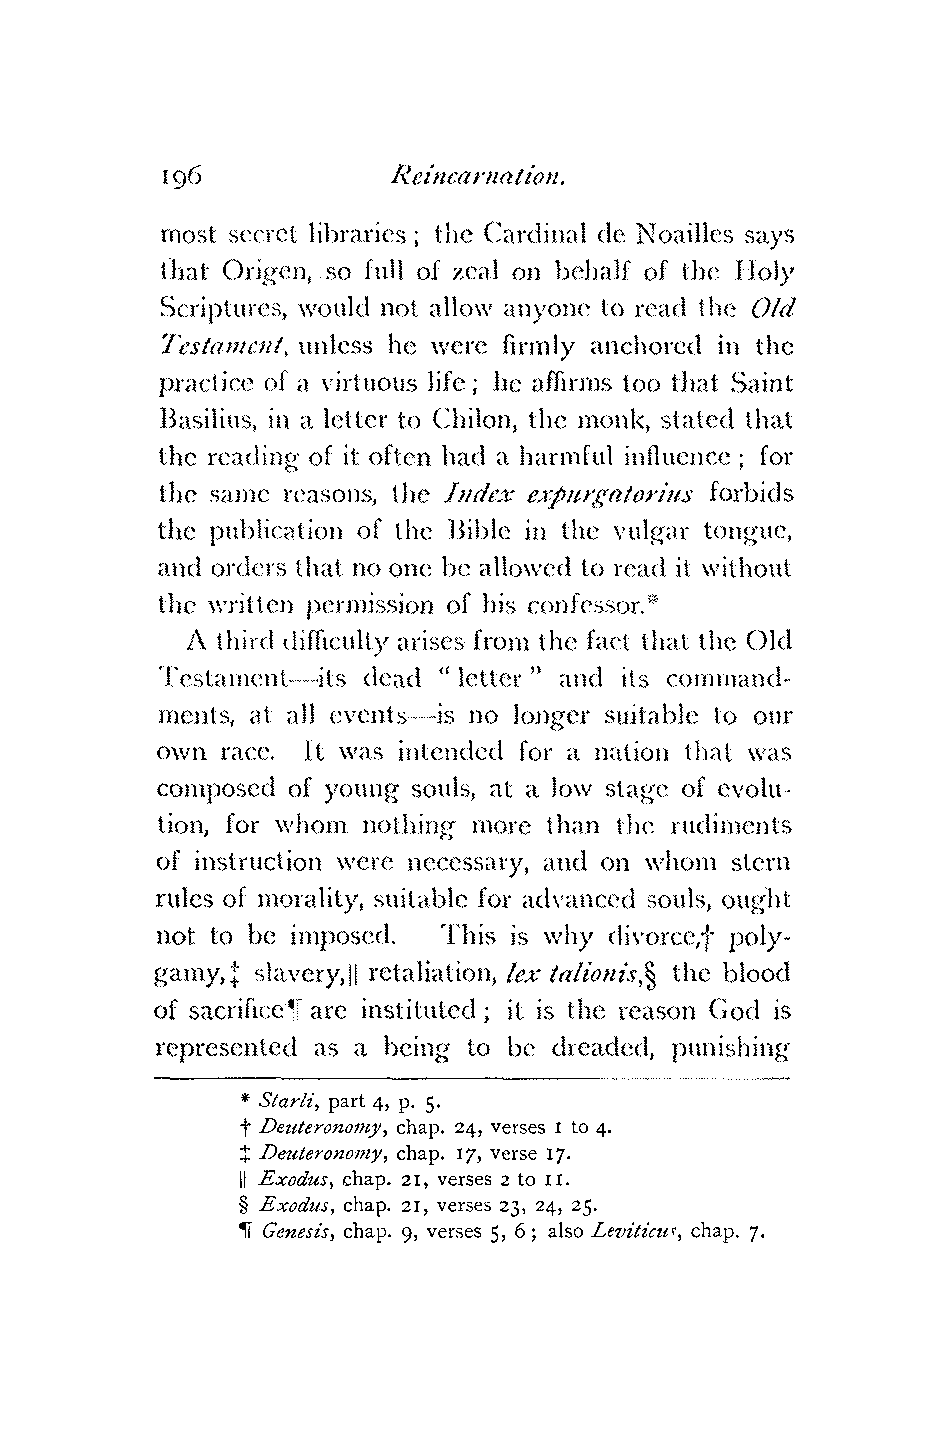 196 Reincarnation.
most secret libraries ; the Cardinal de Noailles says
that Origen, so full of zeal on behalf of the Holy
Scriptures, would not allow anyone to read the Old
Testament, unless he were firmly anchored in the
practice of a virtuous life ; he affirms too that Saint
Basilius, in a letter to Chilon, the monk, stated that
the reading of it often had a harmful influence ; for
the same reasons, the Index expurgatorius forbids
the publication of the Bible in the vulgar tongue,
and orders that no one be allowed to read it without
the written permission of his confessor.*
A third difficulty arises from the fact that the Old
Testament—its dead “ letter ” and its command-
ments, at all events—is no longer suitable to our
own race. It was intended for a nation that was
composed of young souls, at a low stage of evolu-
tion, for whom nothing more than the rudiments
of instruction were necessary, and on whom stern
rules of morality, suitable for advanced souls, ought
not to be imposed. This is why divorce,† poly-
gamy,‡ slavery,|| retaliation, lex talionis,§ the blood
of sacrifice¶ are instituted ; it is the reason God is
represented as a being to be dreaded, punishing
* Starli, part 4, p. 5.
† Deuteronomy, chap. 24, verses 1 to 4.
‡ Deuteronomy, chap. 17, verse 17.
|| Exodus, chap. 21, verses 2 to 11.
§ Exodus, chap. 21, verses 23, 24, 25.
¶ Genesis, chap. 9, verses 5, 6 ; also Leviticus, chap. 7.